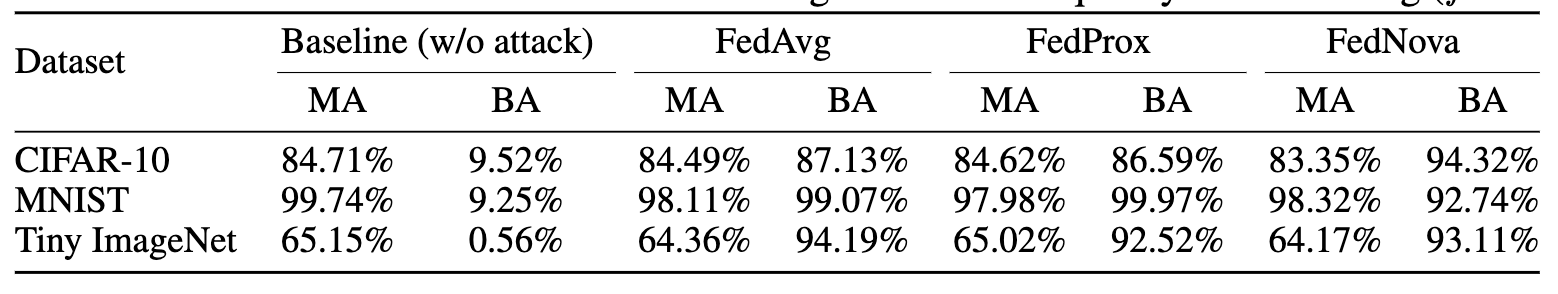 Dataset Baseline (w/o attack) FedAvg FedProx FedNova
MA BA MA BA MA BA MA BA
CIFAR-10 84.71% 9.52% 84.49% 87.13% 84.62% 86.59% 83.35% 94.32%
MNIST 99.74% 9.25% 98.11% 99.07% 97.98% 99.97% 98.32% 92.74%
Tiny ImageNet 65.15% 0.56% 64.36% 94.19% 65.02% 92.52% 64.17% 93.11%